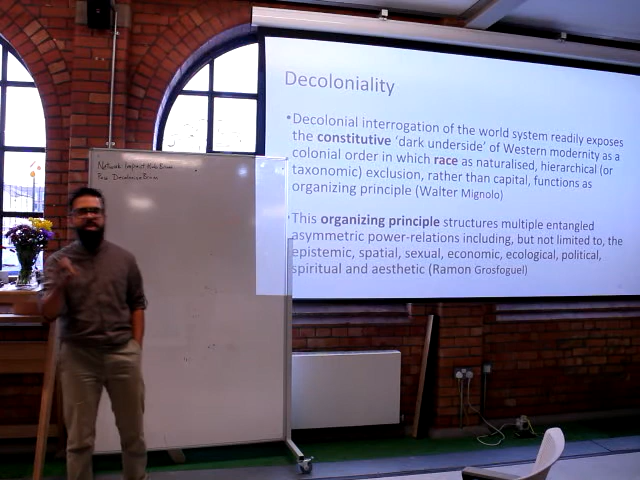 Decoloniality
•Decolonial interrogation of the world system readily exposes
the constitutive 'dark underside' of Western modernity as a
colonial order in which race as naturalised, hierarchical (or
taxonomic) exclusion, rather than capital, functions as
organizing principle (Walter Mignolo)
•This organizing principle structures multiple entangled
asymmetric power-relations including, but not limited to, the
epistemic, spatial, sexual, economic, ecological, political,
spiritual and aesthetic (Ramon Grosfoguel)
Network Impact